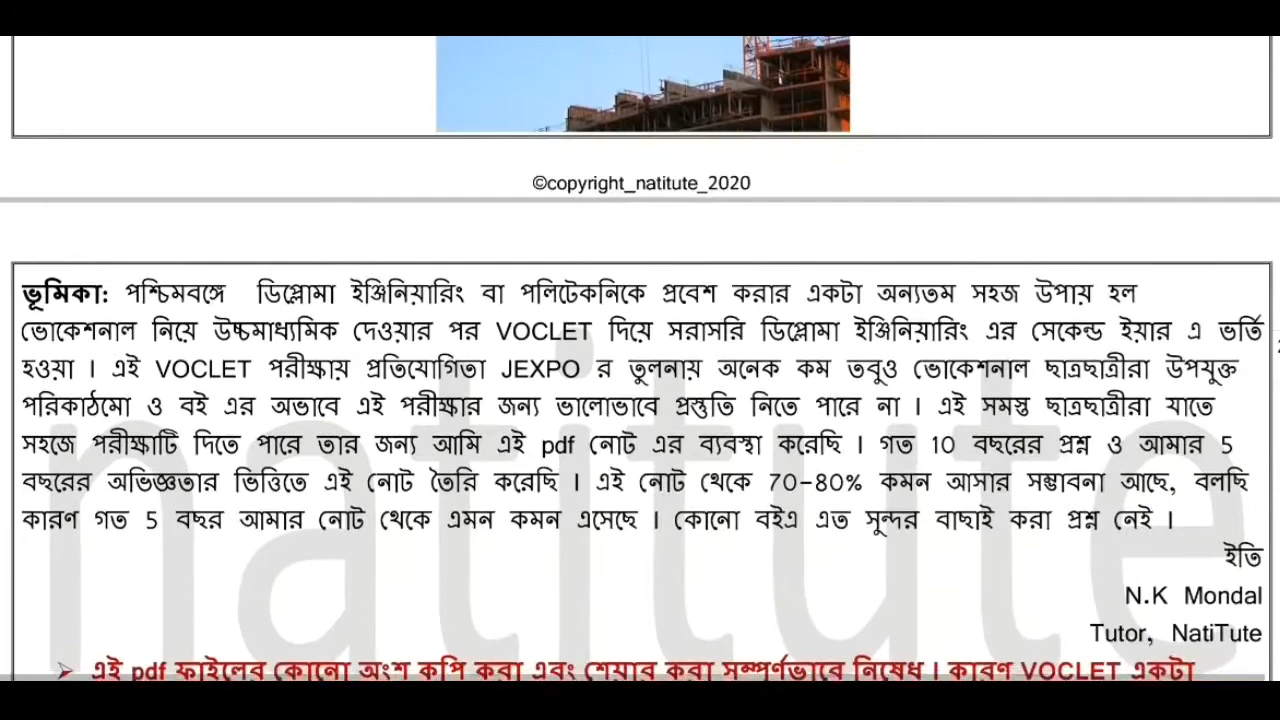 ©copyright_natitute_2020
ভূমিকা: পশ্চিমবঙ্গে ডিপ্লোমা ইঞ্জিনিয়ারিং বা পলিটেকনিকে প্রবেশ করার একটা অন্যতম সহজ উপায় হল
ভোকেশনাল নিয়ে উচ্চমাধ্যমিক দেওয়ার পর VOCLET দিয়ে সরাসরি ডিপ্লোমা ইঞ্জিনিয়ারিং এর সেকেন্ড ইয়ার এ ভর্তি
হওয়া । এই VOCLET পরীক্ষায় প্রতিযোগিতা JEXPO র তুলনায় অনেক কম তবুও ভোকেশনাল ছাত্রছাত্রীরা উপযুক্ত
পরিকাঠমো ও বই এর অভাবে এই পরীক্ষার জন্য ভালোভাবে প্রস্তুতি নিতে পারে না । এই সমস্ত ছাত্রছাত্রীরা যাতে
সহজে পরীক্ষাটি দিতে পারে তার জন্য আমি এই pdf নোট এর ব্যবস্থা করেছি । গত 10 বছরের প্রশ্ন ও আমার 5
বছরের অভিজ্ঞতার ভিত্তিতে এই নোট তৈরি করেছি । এই নোট থেকে 70-80% কমন আসার সম্ভাবনা আছে, বলছি
কারণ গত 5 বছর আমার নোট থেকে এমন কমন এসেছে । কোনো বইএ এত সুন্দর বাছাই করা প্রশ্ন নেই ।
ইতি
N.K Mondal
Tutor, NatiTute
natitute
➢ এই pdf ফাইলের কোনো অংশ কপি করা এবং শেয়ার করা সম্পূর্ণভাবে নিষেধ । কারণ VOCLET একটা